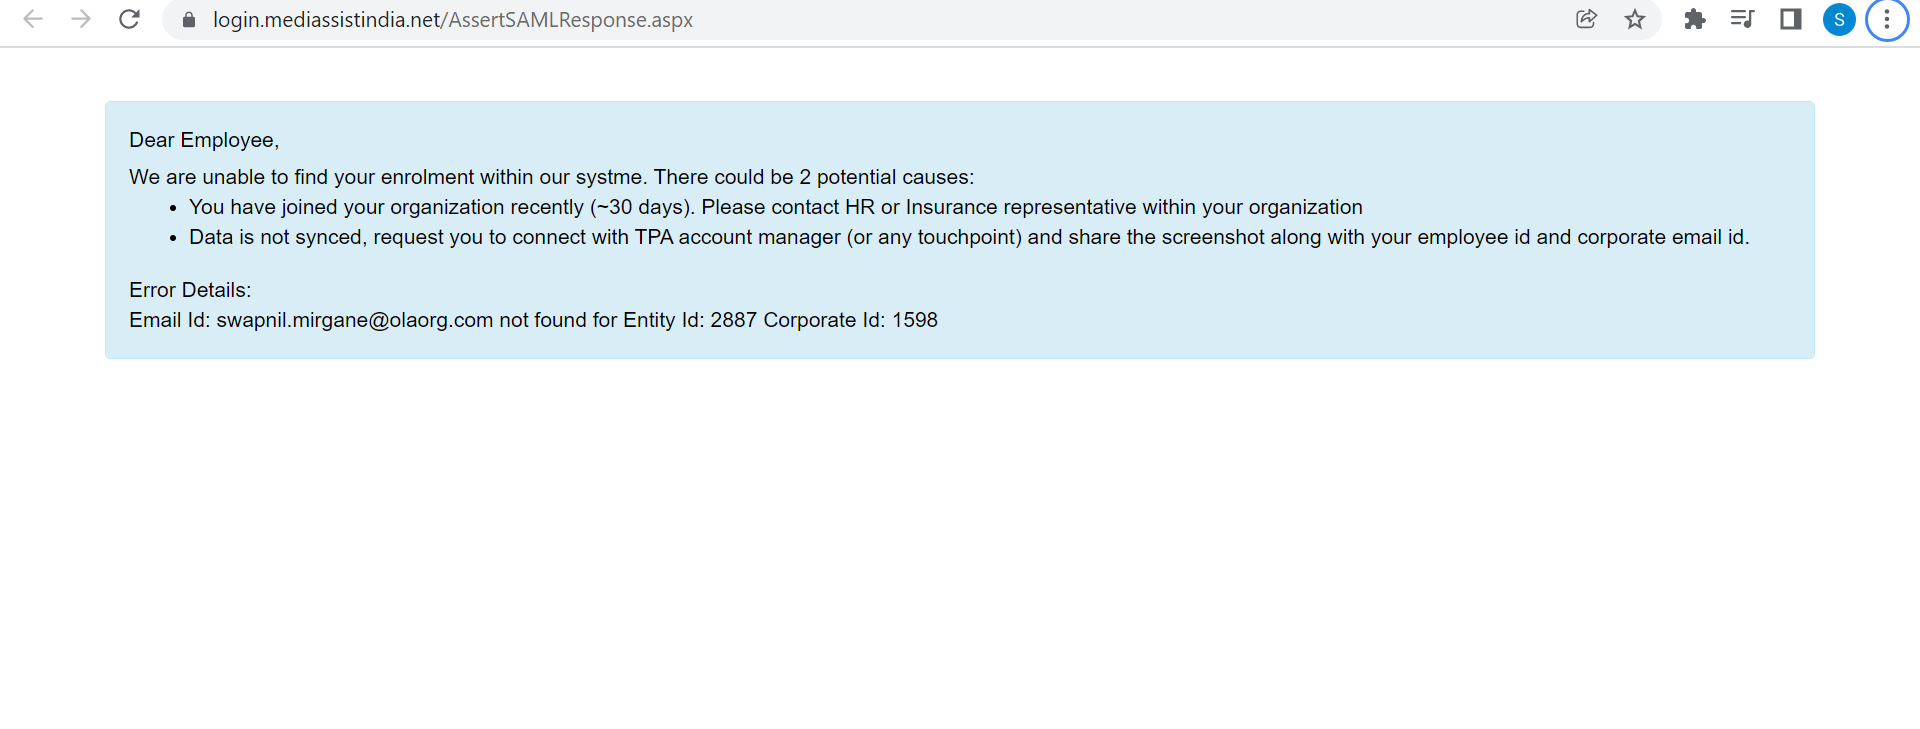 login.mediassistindia.net/AssertSAMLResponse.aspx
S
Dear Employee,
We are unable to find your enrolment within our systme. There could be 2 potential causes:
• You have joined your organization recently (~30 days). Please contact HR or Insurance representative within your organization
• Data is not synced, request you to connect with TPA account manager (or any touchpoint) and share the screenshot along with your employee id and corporate email id.
Error Details:
Email Id: swapnil.mirgane@olaorg.com not found for Entity Id: 2887 Corporate Id: 1598